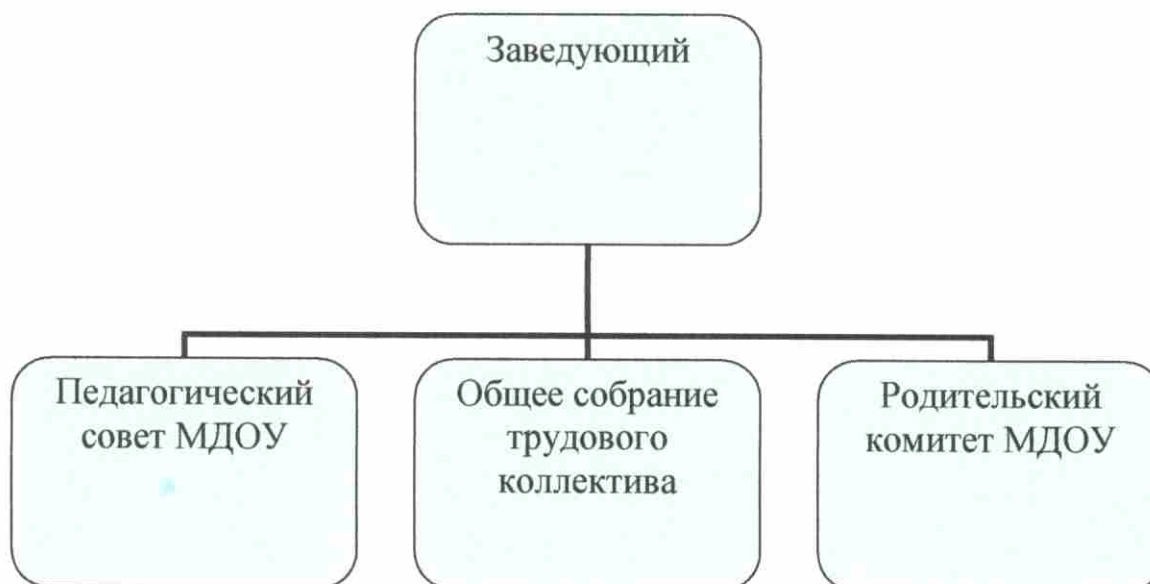 Заведующий
Педагогический
совет МДОУ
Общее собрание
трудового
коллектива
Родительский
комитет МДОУ